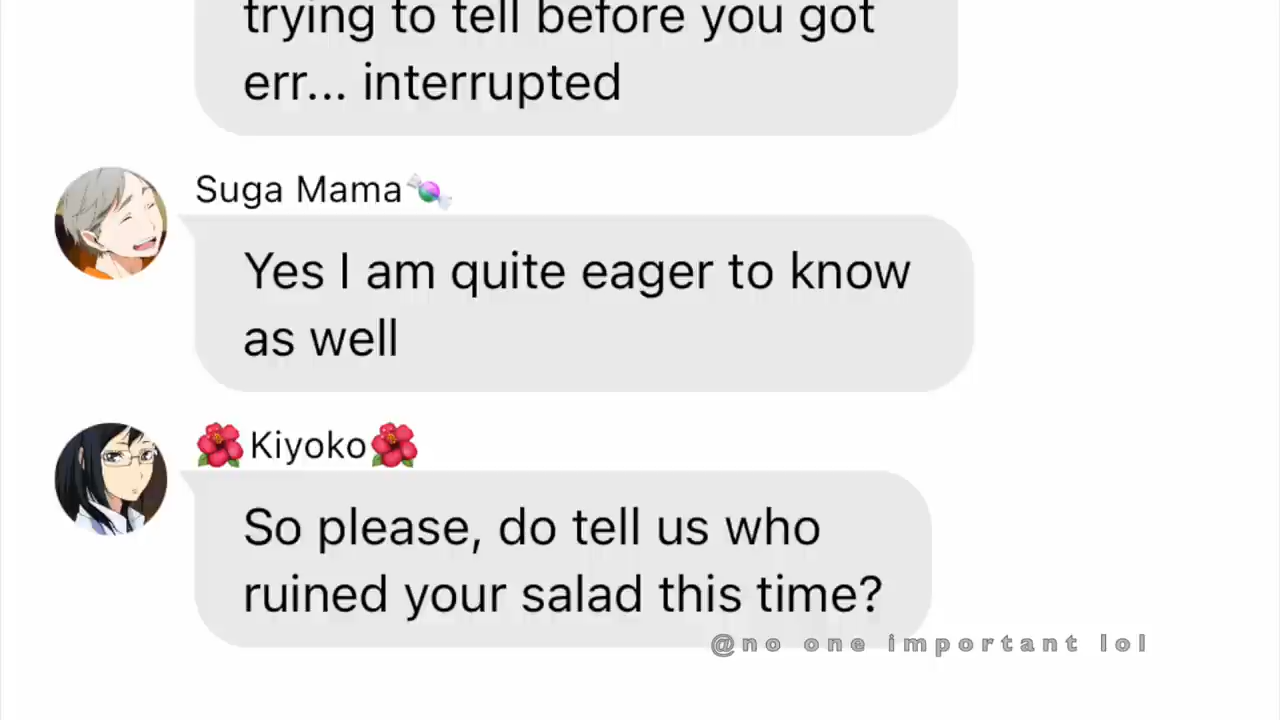 trying to tell before you got
err... interrupted
Suga Mama🍬
Yes I am quite eager to know
as well
🌺Kiyoko🌺
So please, do tell us who
ruined your salad this time?
@no one important lol